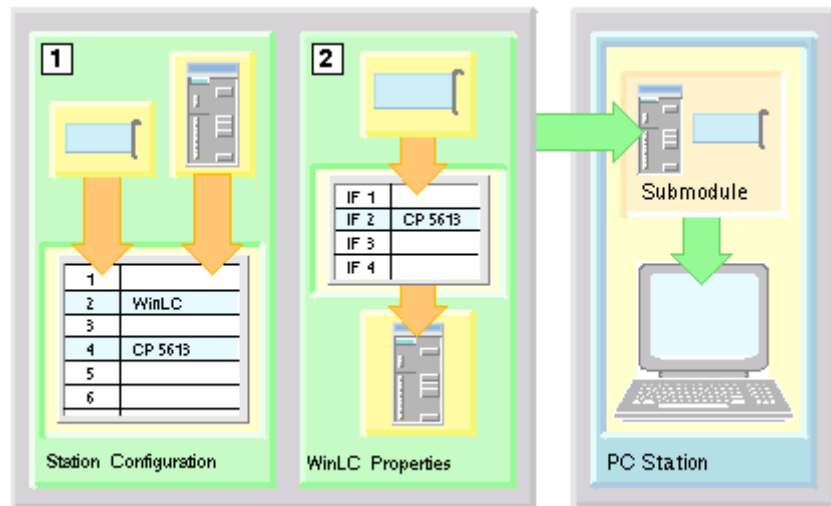 1
1
2 WinLC
3
4 CP 5613
5
6
Station Configuration
2
IF 1
IF 2 CP 5613
IF 3
IF 4
WinLC Properties
Submodule
PC Station